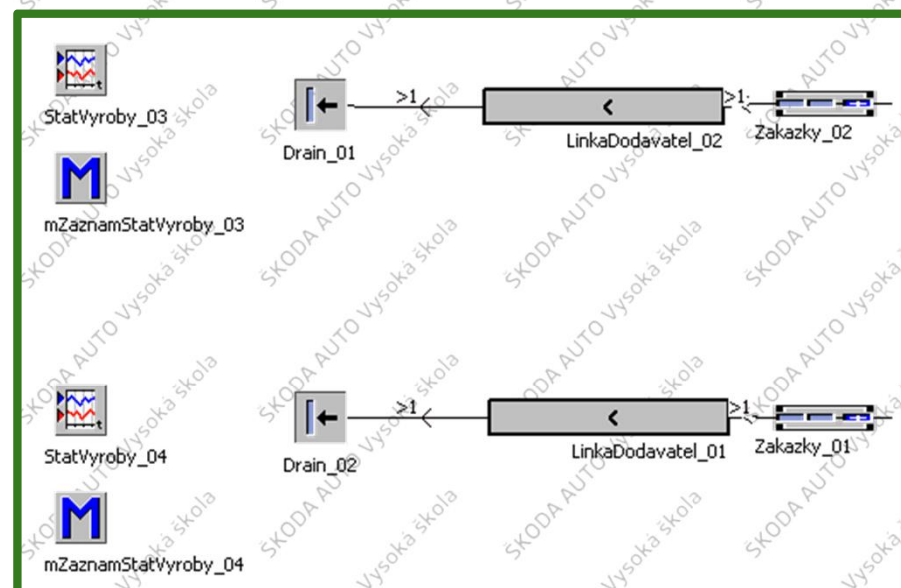 StatVyroby_03
>1
>1
Drain_01
LinkaDodavatel_02
Zakazky_02
M
mZaznamStatVyroby_03
StatVyroby_04
>1
>1
Drain_02
LinkaDodavatel_01
Zakazky_01
M
mZaznamStatVyroby_04
ŠKODA AUTO Vysoká škola